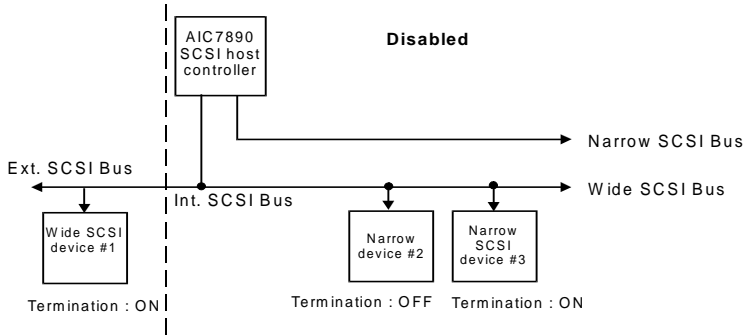 AIC7890
SCSI host
controller
Disabled
Narrow SCSI Bus
Ext. SCSI Bus
Int. SCSI Bus
Wide SCSI Bus
Wide SCSI
device #1
Narrow
device #2
Narrow
SCSI
device #3
Termination : ON
Termination : OFF
Termination : ON